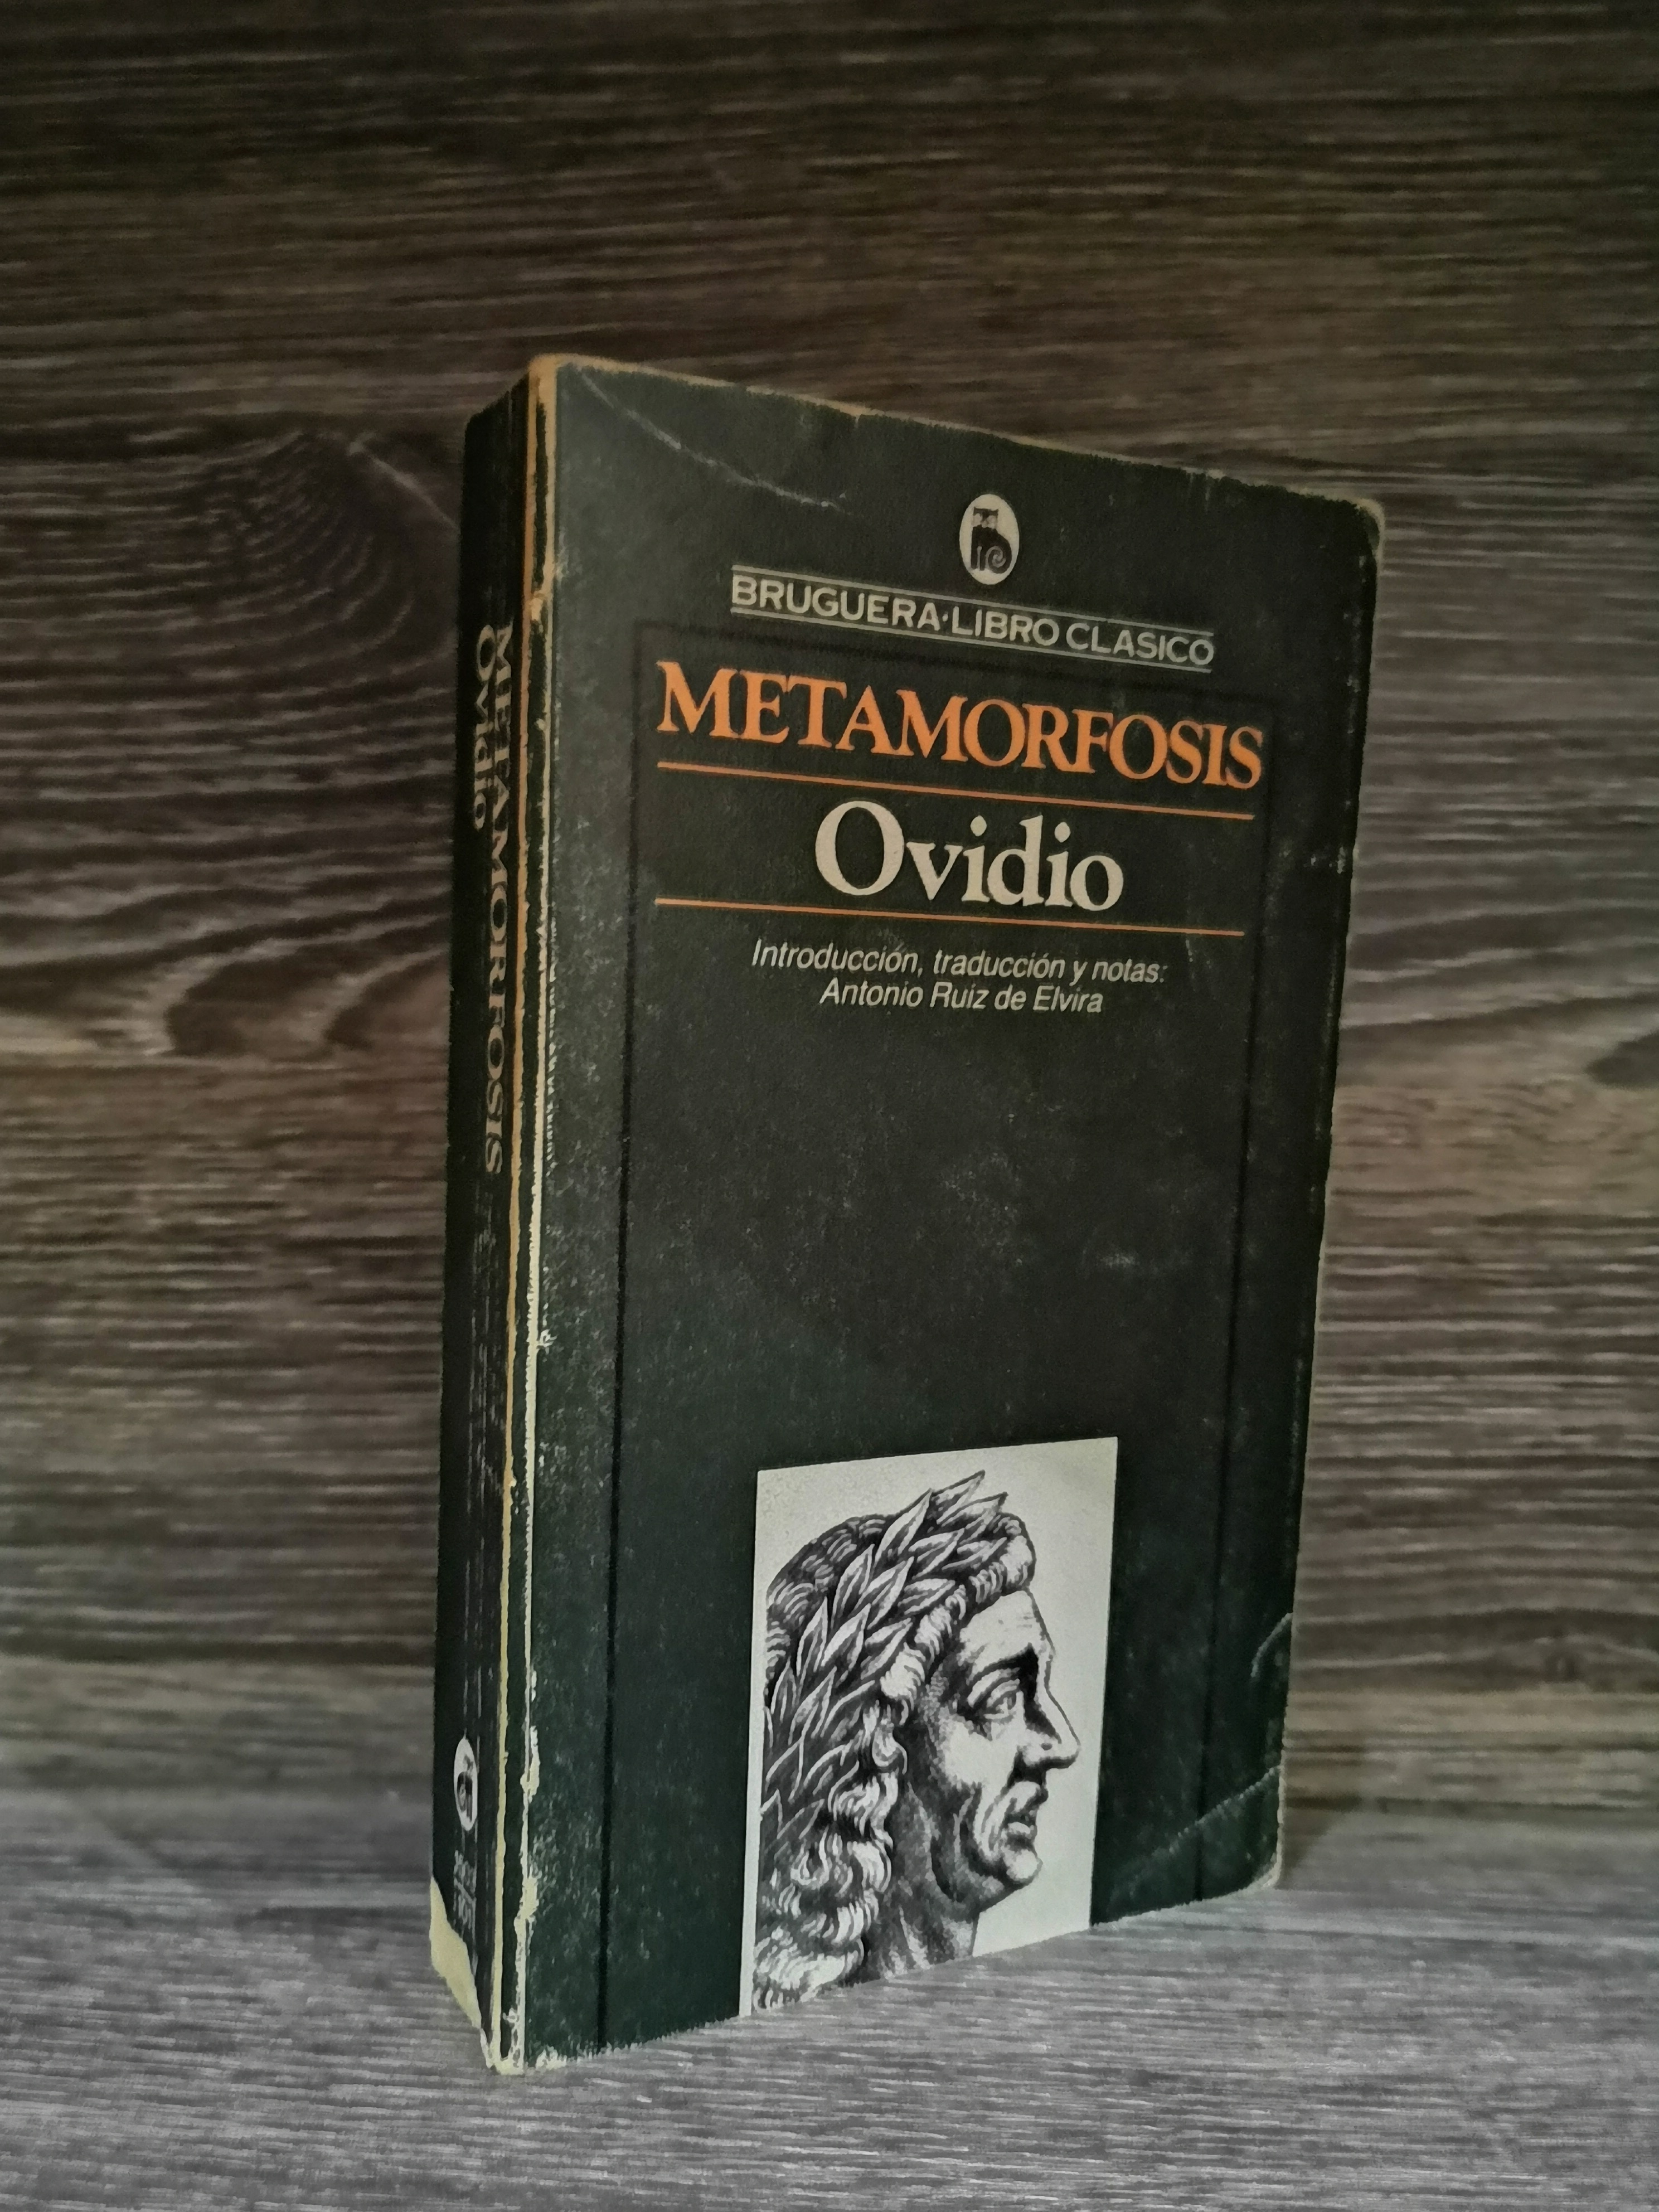 BRUGUERA·LIBRO CLASICO
METAMORFOSIS
Ovidio
Introducción, traducción y notas:
Antonio Ruiz de Elvira
METAMORFOSIS
Ovidio